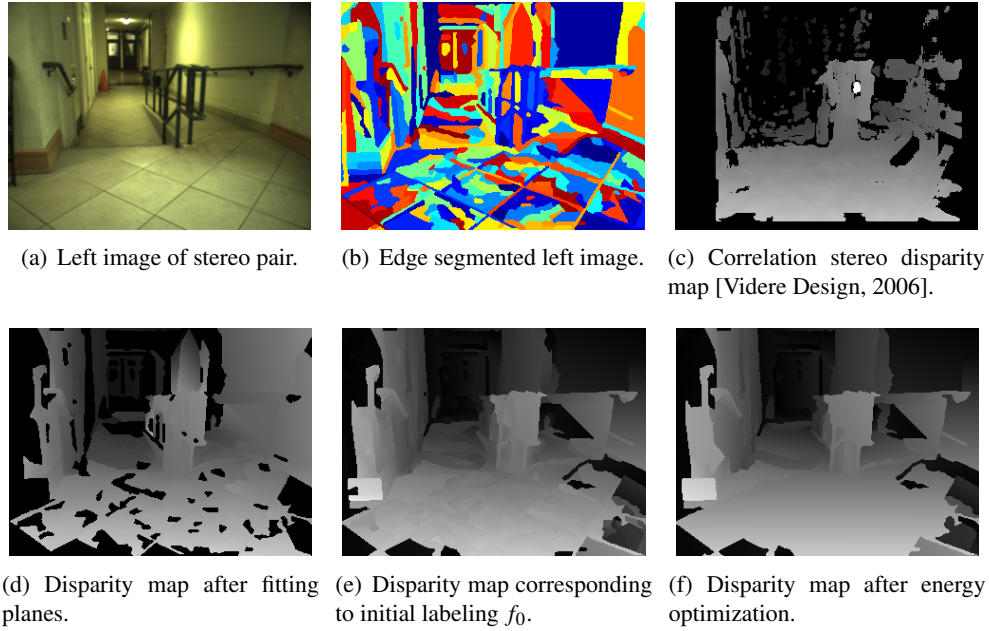 (a) Left image of stereo pair.
(b) Edge segmented left image.
(c) Correlation stereo disparity
map [Videre Design, 2006].
(d) Disparity map after fitting
planes.
(e) Disparity map corresponding
to initial labeling f₀.
(f) Disparity map after energy
optimization.